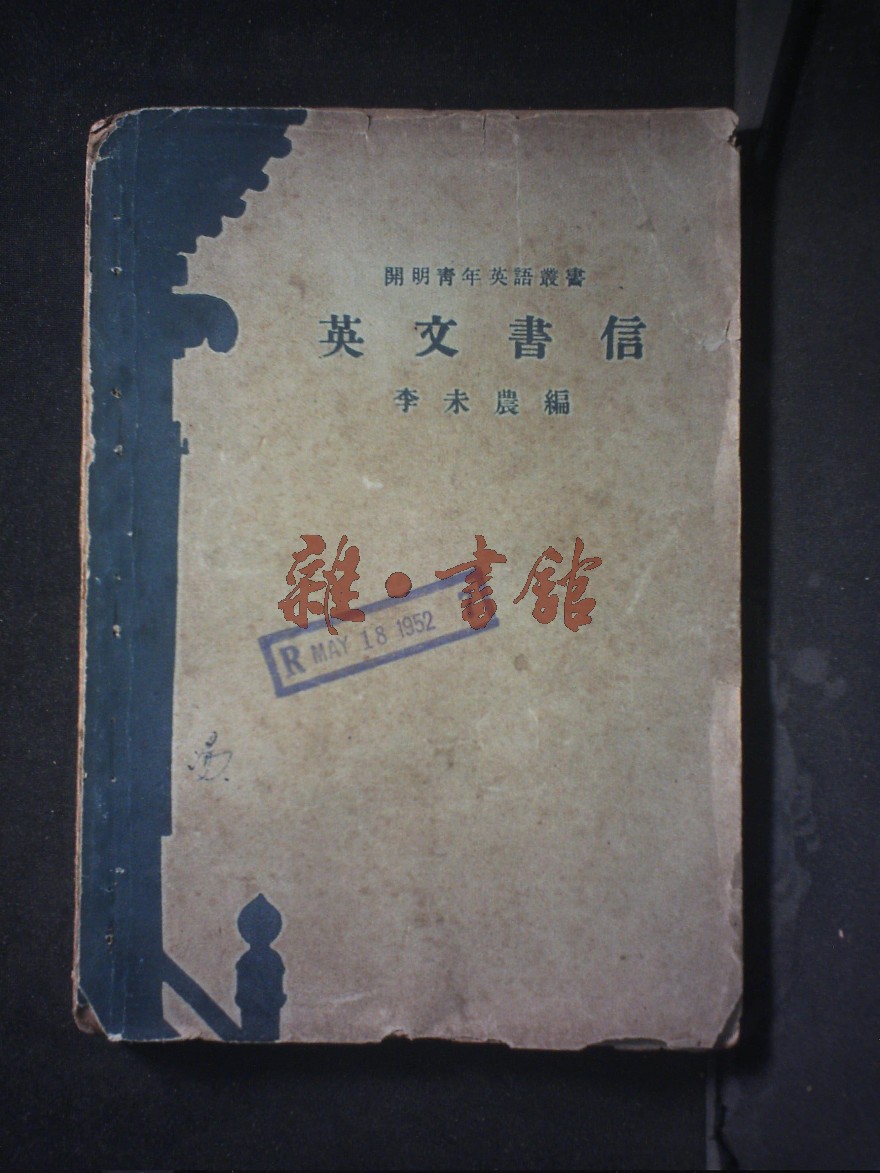 開明青年英語叢書
英文書信
李未農編
雜·書館
R MAY 18 1952